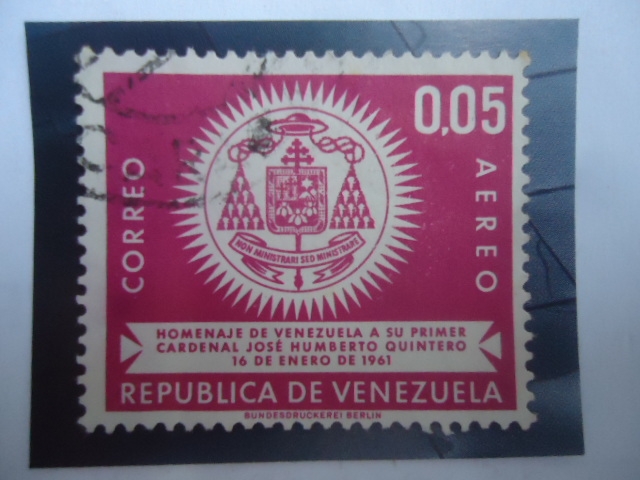 0,05
CORREO
AEREO
NON MINISTRARI SED MINISTRARE
HOMENAJE DE VENEZUELA A SU PRIMER
CARDENAL JOSÉ HUMBERTO QUINTERO
16 DE ENERO DE 1961
REPUBLICA DE VENEZUELA
BUNDESDRUCKEREI BERLIN